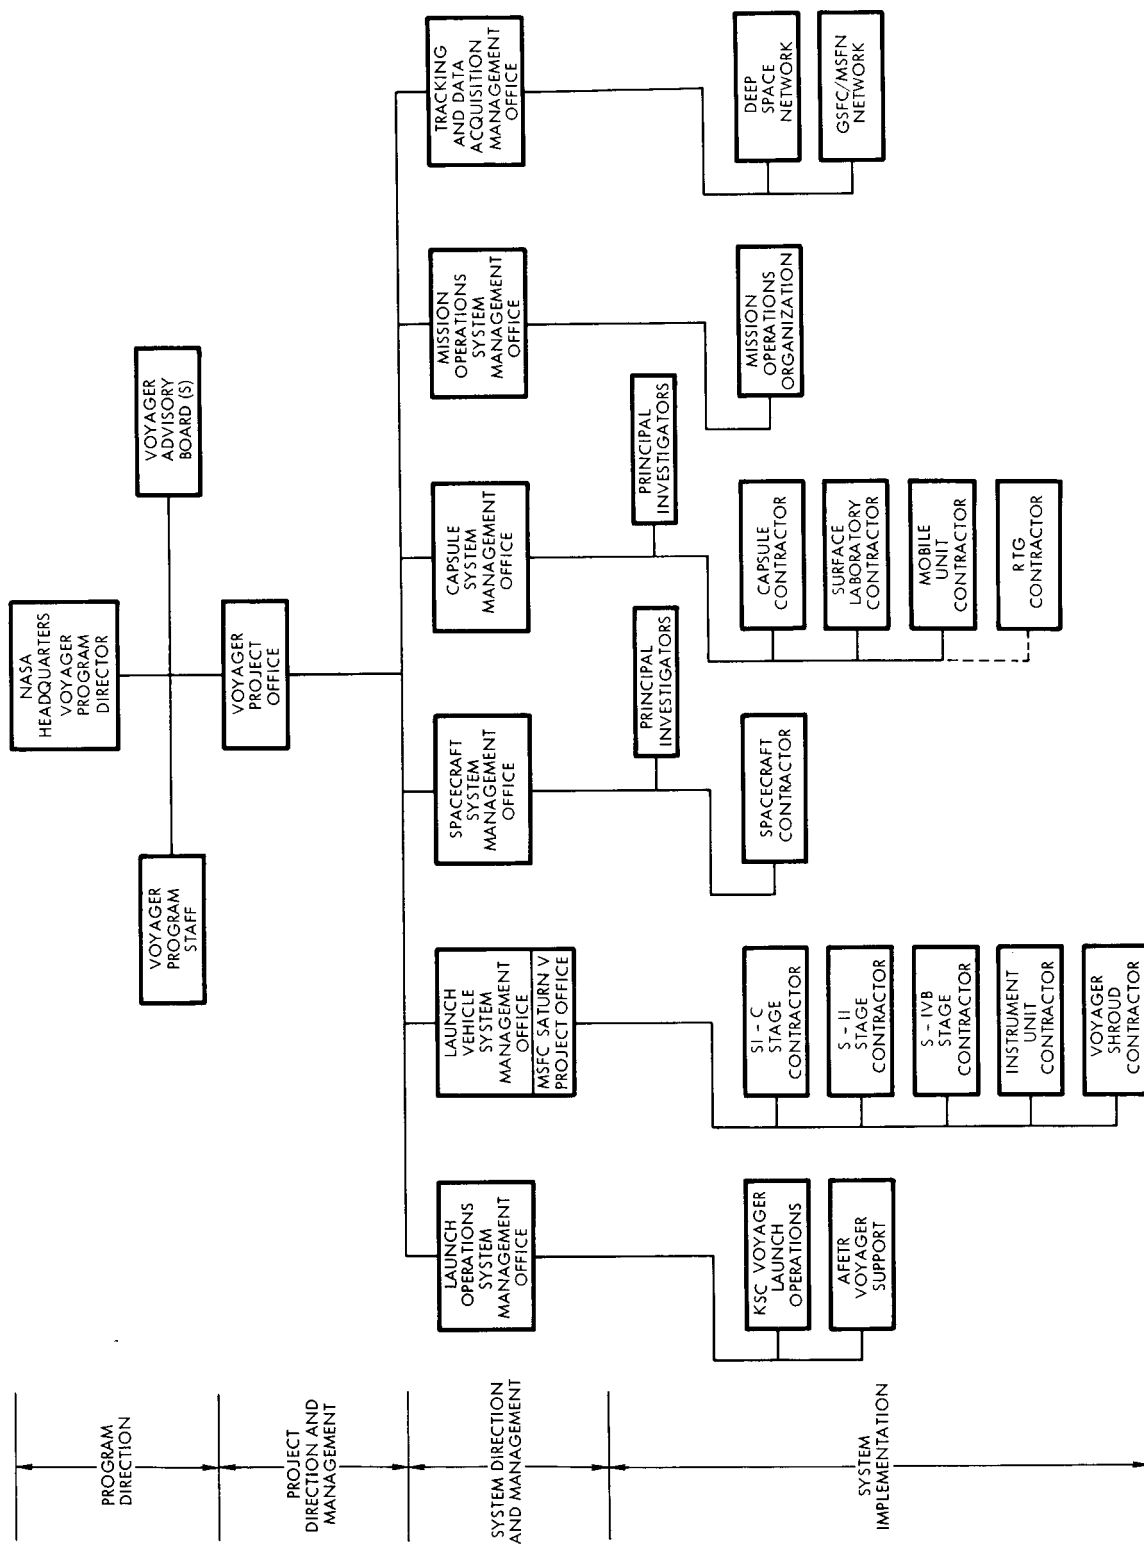 NASA
HEADQUARTERS
VOYAGER
PROGRAM
DIRECTOR
VOYAGER
PROGRAM
STAFF
VOYAGER
ADVISORY
BOARD (S)
VOYAGER
PROJECT
OFFICE
LAUNCH
OPERATIONS
SYSTEM
MANAGEMENT
OFFICE
LAUNCH
VEHICLE
SYSTEM
MANAGEMENT
OFFICE
MSFC SATURN V
PROJECT OFFICE
SPACECRAFT
SYSTEM
MANAGEMENT
OFFICE
CAPSULE
SYSTEM
MANAGEMENT
OFFICE
MISSION
OPERATIONS
SYSTEM
MANAGEMENT
OFFICE
TRACKING
AND DATA
ACQUISITION
MANAGEMENT
OFFICE
PRINCIPAL
INVESTIGATORS
PRINCIPAL
INVESTIGATORS
KSC VOYAGER
LAUNCH
OPERATIONS
AFETR
VOYAGER
SUPPORT
SI - C
STAGE
CONTRACTOR
S - II
STAGE
CONTRACTOR
S - IVB
STAGE
CONTRACTOR
INSTRUMENT
UNIT
CONTRACTOR
VOYAGER
SHROUD
CONTRACTOR
SPACECRAFT
CONTRACTOR
CAPSULE
CONTRACTOR
SURFACE
LABORATORY
CONTRACTOR
MOBILE
UNIT
CONTRACTOR
RTG
CONTRACTOR
MISSION
OPERATIONS
ORGANIZATION
DEEP
SPACE
NETWORK
GSFC/MSFN
NETWORK
PROGRAM
DIRECTION
PROJECT
DIRECTION AND
MANAGEMENT
SYSTEM DIRECTION
AND MANAGEMENT
SYSTEM
IMPLEMENTATION